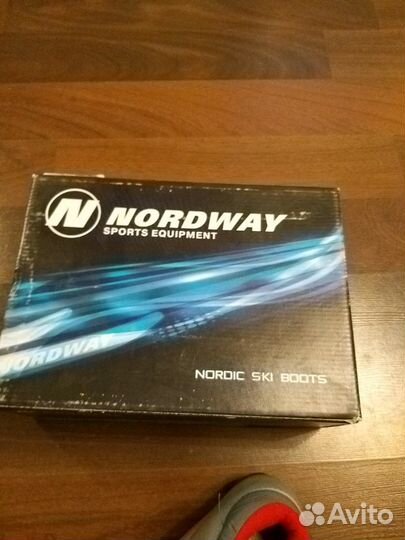 N NORDWAY
SPORTS EQUIPMENT
NORDWAY
NORDIC SKI BOOTS
Avito